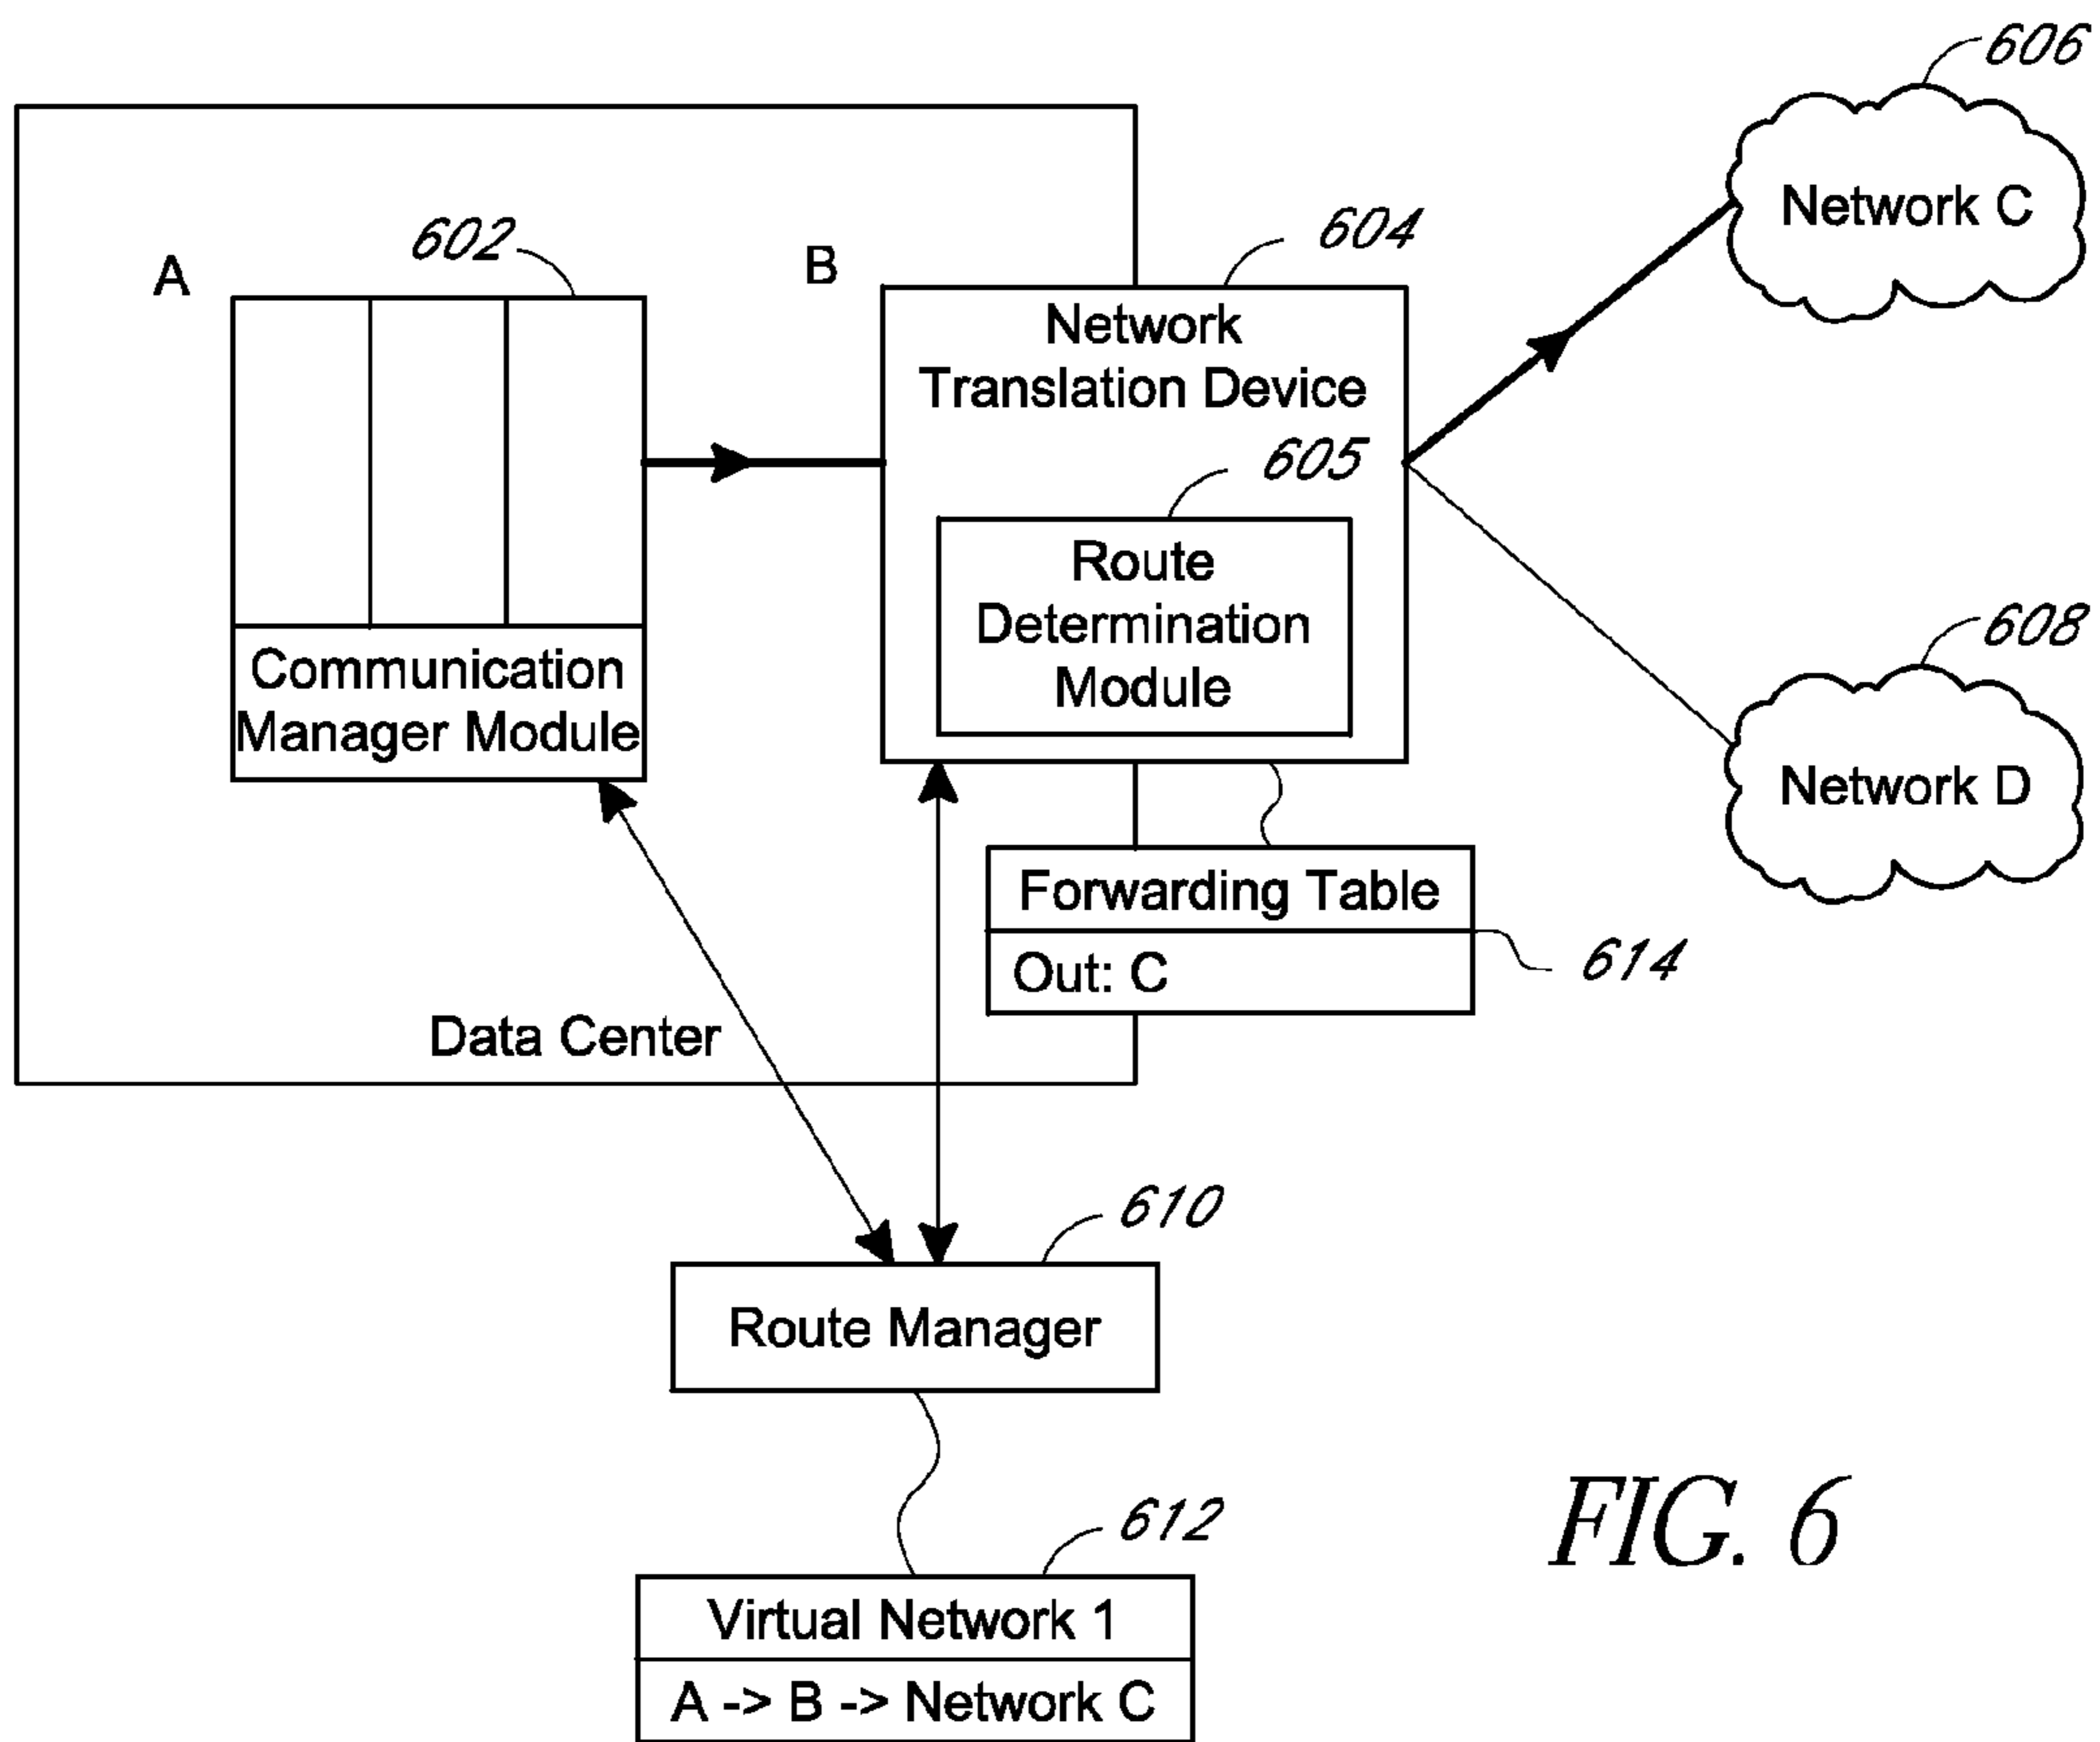 606
Network C
604
602
A
B
Network
Translation Device
605
Route
Determination
Module
Communication
Manager Module
608
Network D
Forwarding Table
Out: C
614
Data Center
610
Route Manager
612
Virtual Network 1
A -> B -> Network C
FIG. 6